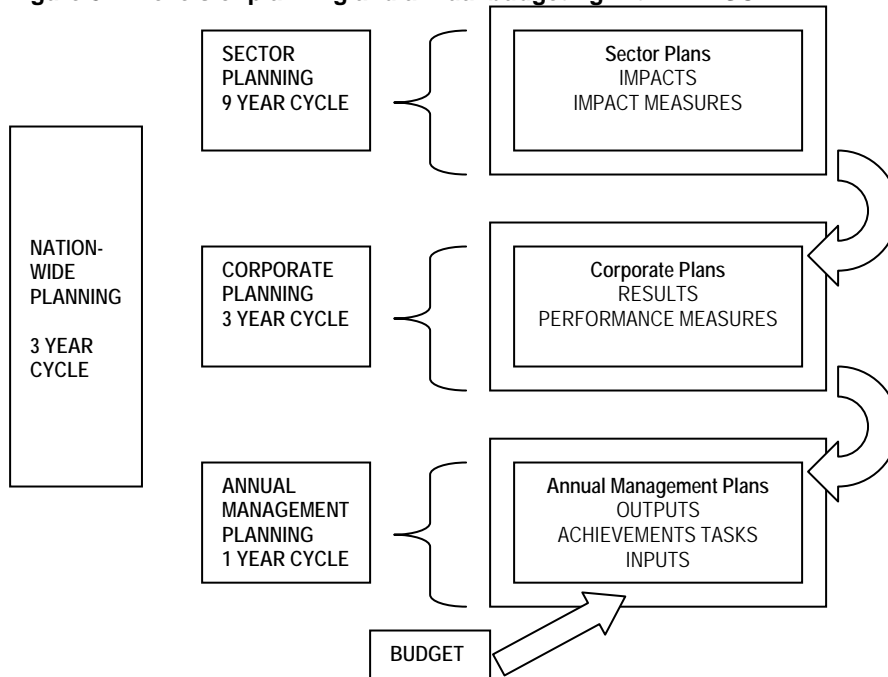 SECTOR
PLANNING
9 YEAR CYCLE
Sector Plans
IMPACTS
IMPACT MEASURES
NATION-
WIDE
PLANNING
3 YEAR
CYCLE
CORPORATE
PLANNING
3 YEAR CYCLE
Corporate Plans
RESULTS
PERFORMANCE MEASURES
ANNUAL
MANAGEMENT
PLANNING
1 YEAR CYCLE
Annual Management Plans
OUTPUTS
ACHIEVEMENTS TASKS
INPUTS
BUDGET